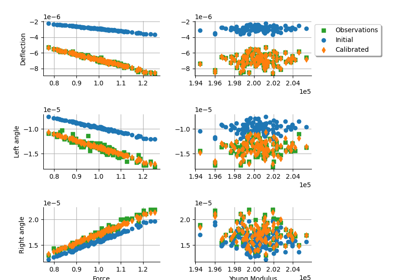 1e−6
1e−6
Deflection
−2
−4
−6
−8
−2
−4
−6
−8
0.8
0.9
1.0
1.1
1.2
1.94
1.96
1.98
2.00
2.02
2.04
1e5
Observations
Initial
Calibrated
1e−5
1e−5
Left angle
−1.0
−1.5
−1.0
−1.5
0.8
0.9
1.0
1.1
1.2
1.94
1.96
1.98
2.00
2.02
2.04
1e5
1e−5
1e−5
Right angle
2.0
1.5
2.0
1.5
0.8
0.9
1.0
1.1
1.2
1.94
1.96
1.98
2.00
2.02
2.04
1e5
Force
Young Modulus